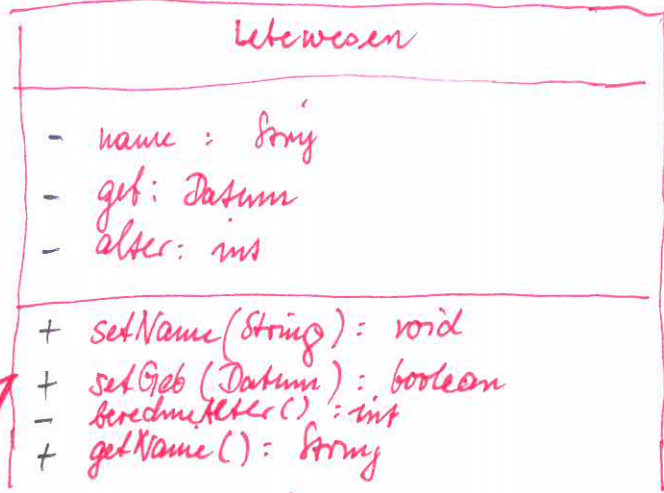 Lebewesen
- name : String
- geb: Datum
- alter: int
+ setName(String): void
+ setGeb (Datum): boolean
- berechneAlter() : int
+ getName(): String